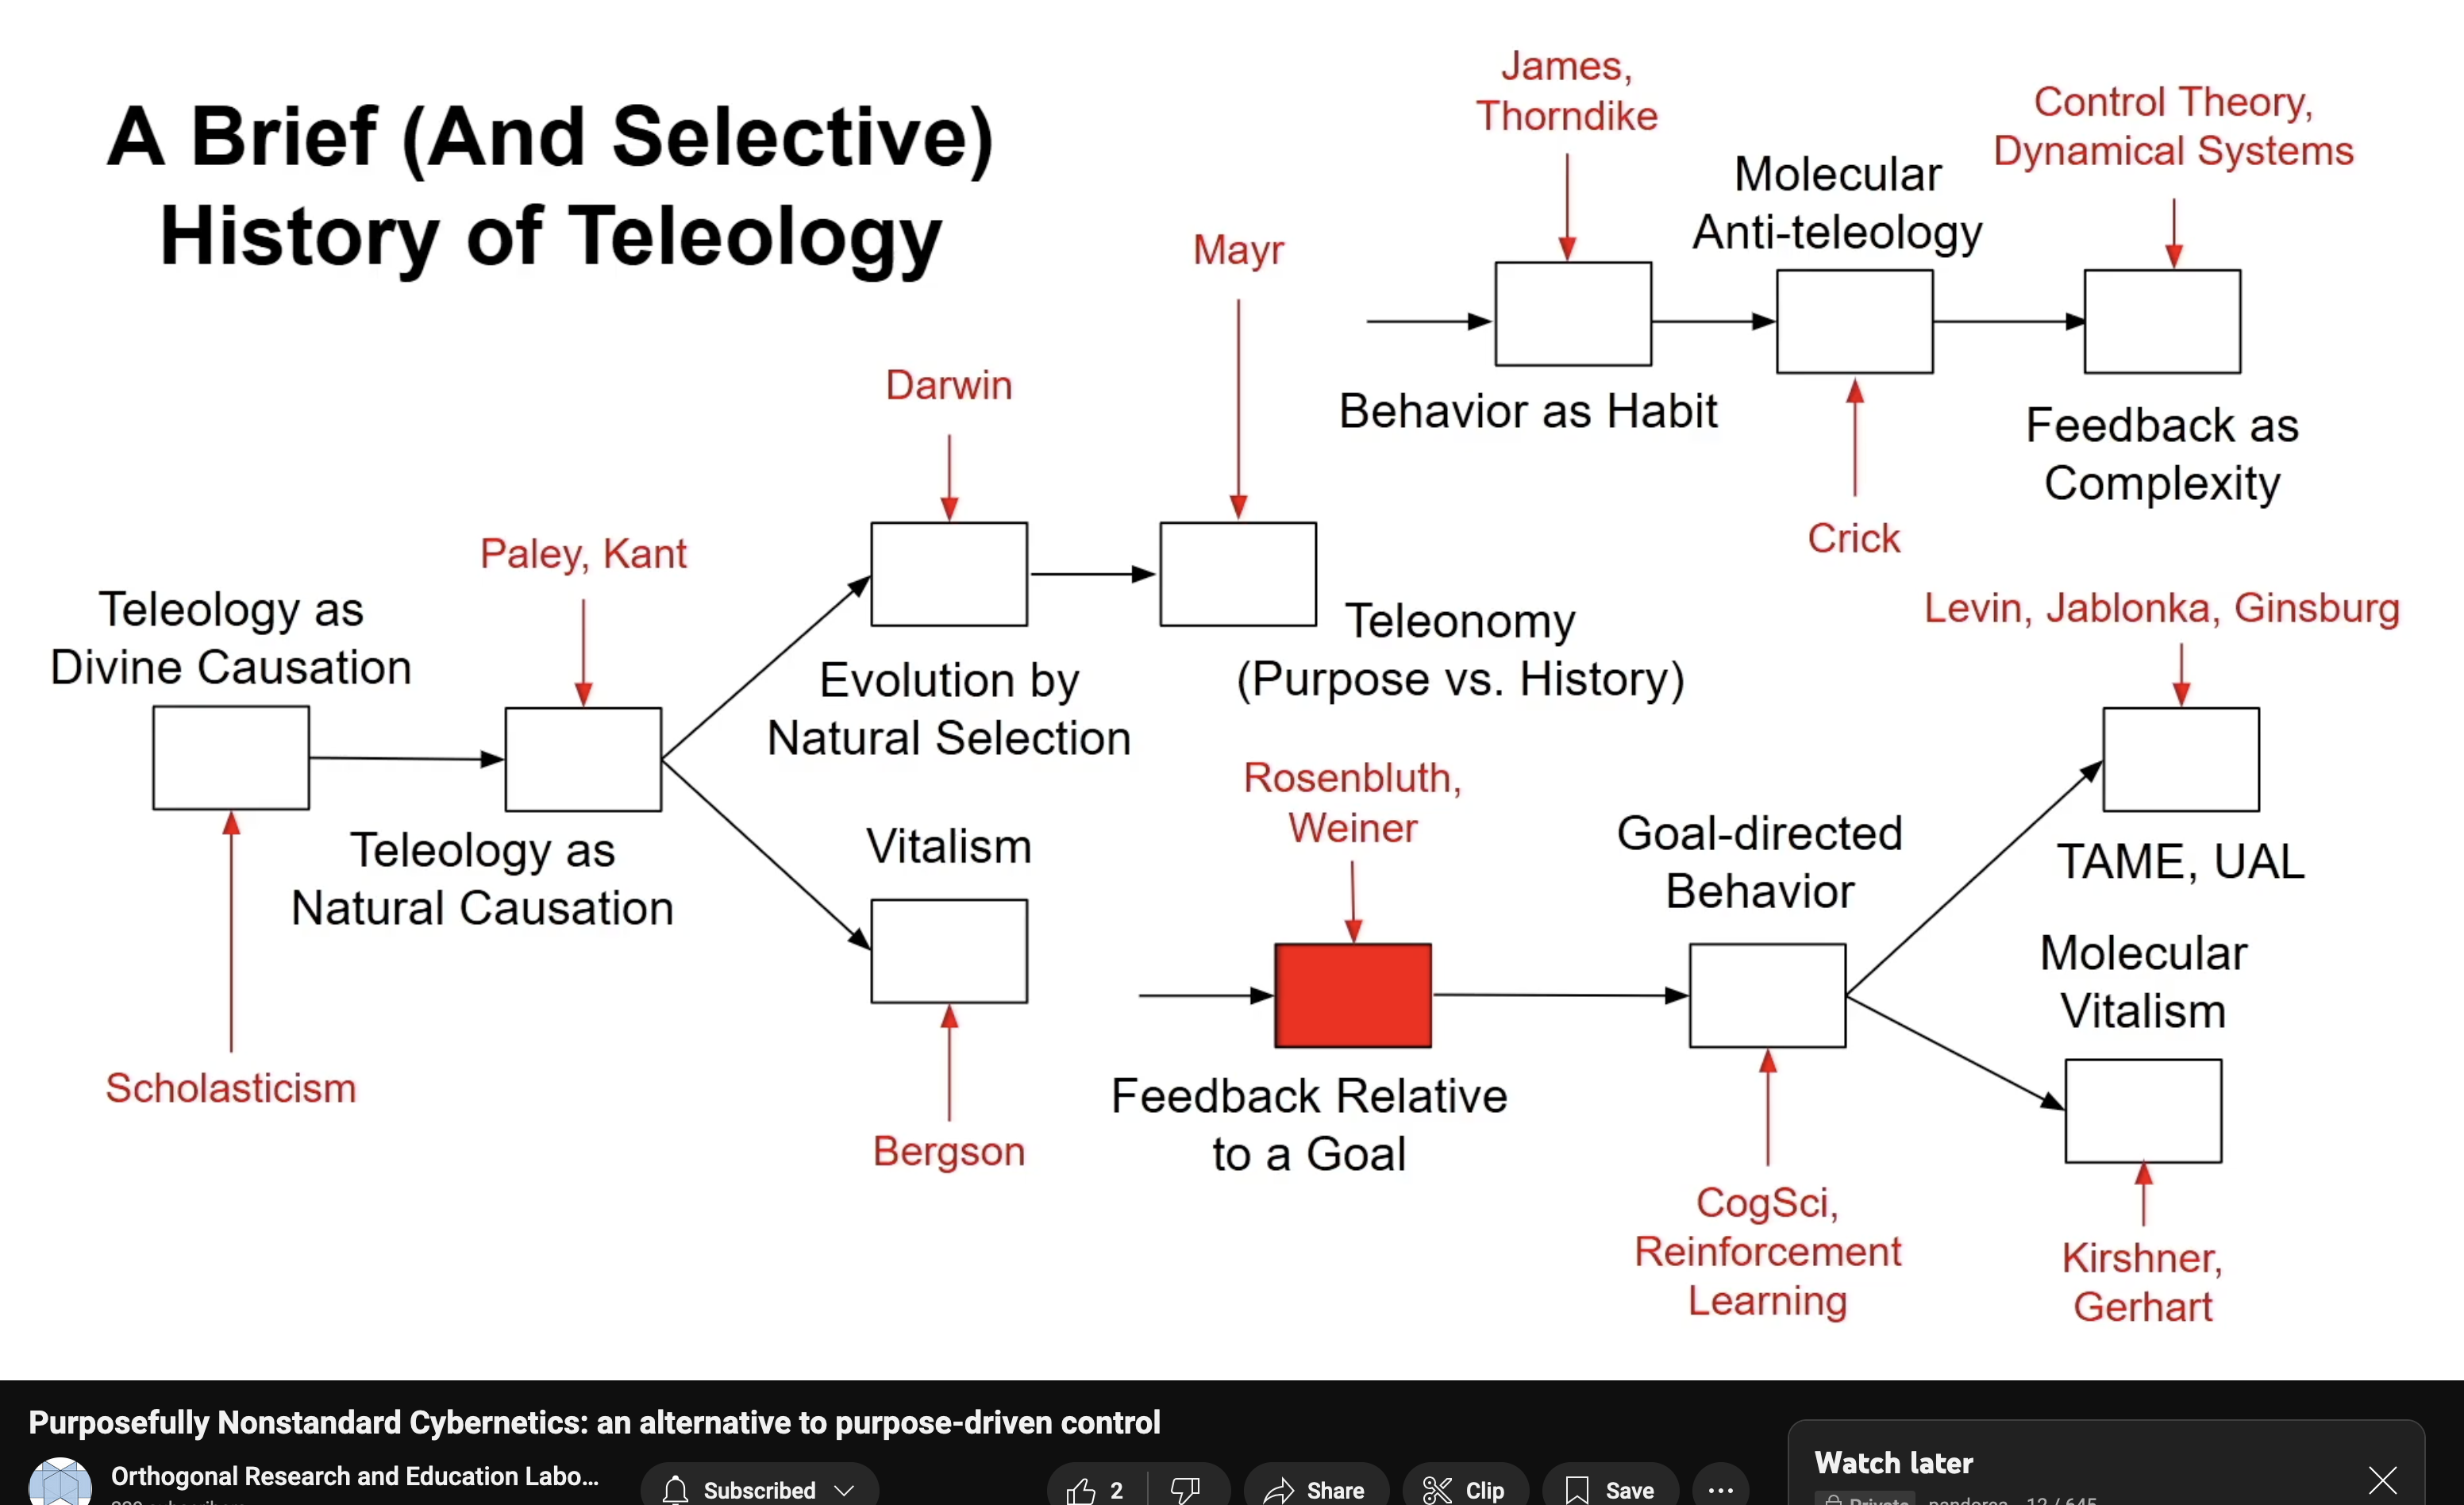 A Brief (And Selective)
History of Teleology
James,
Thorndike
Control Theory,
Dynamical Systems
Molecular
Anti-teleology
Mayr
Behavior as Habit
Feedback as
Complexity
Crick
Darwin
Paley, Kant
Teleology as
Divine Causation
Evolution by
Natural Selection
Teleonomy
(Purpose vs. History)
Levin, Jablonka, Ginsburg
Teleology as
Natural Causation
Vitalism
Rosenbluth,
Weiner
Goal-directed
Behavior
TAME, UAL
Molecular
Vitalism
Scholasticism
Bergson
Feedback Relative
to a Goal
CogSci,
Reinforcement
Learning
Kirshner,
Gerhart
Purposefully Nonstandard Cybernetics: an alternative to purpose-driven control
Orthogonal Research and Education Labo...
Subscribed
2
Share
Clip
Save
Watch later
Private
12 / 645